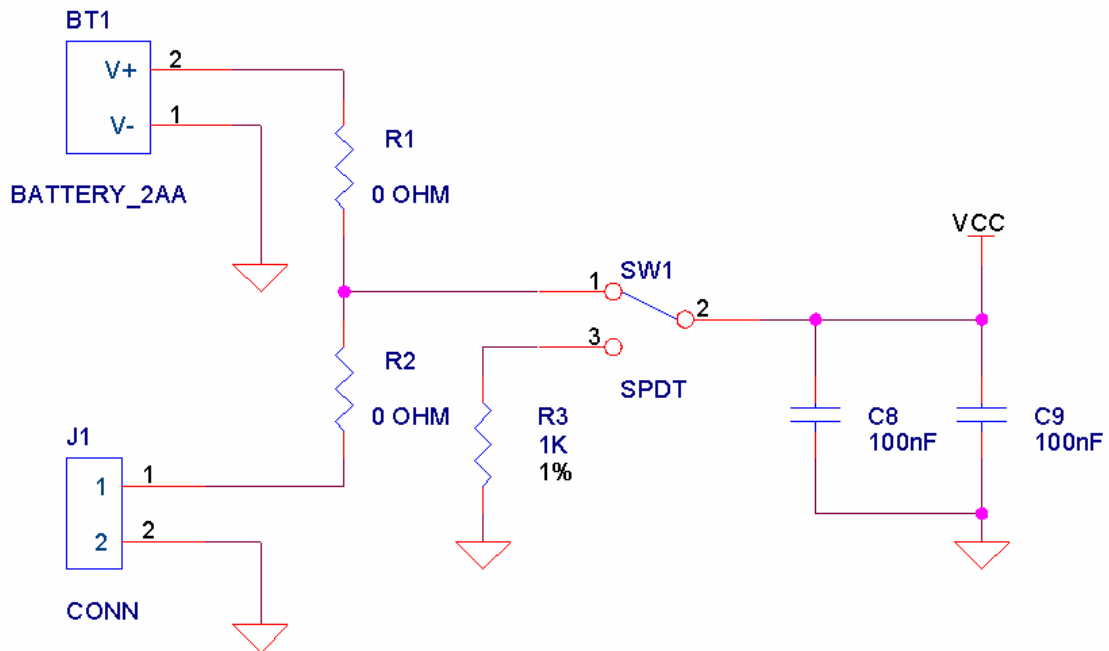 BT1
V+
2
V-
1
BATTERY_2AA
R1
0 OHM
VCC
SW1
1
2
3
SPDT
R2
0 OHM
R3
1K
1%
C8
100nF
C9
100nF
J1
1
1
2
2
CONN